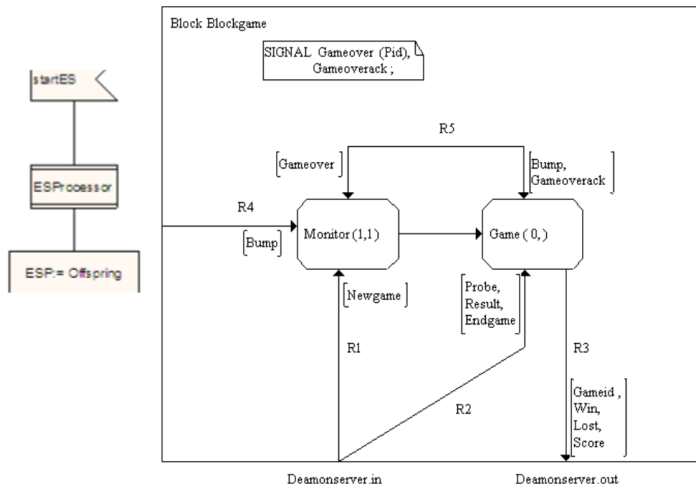 startES
ESProcessor
ESP:= Offspring
Block Blockgame
SIGNAL Gameover (Pid),
Gameoverack ;
R5
[Gameover]
[Bump,
Gameoverack]
R4
[Bump]
Monitor (1,1)
Game ( 0, )
[Newgame]
[Probe,
Result,
Endgame]
R1
R2
R3
[Gameid ,
Win,
Lost,
Score]
Deamonserver.in
Deamonserver.out